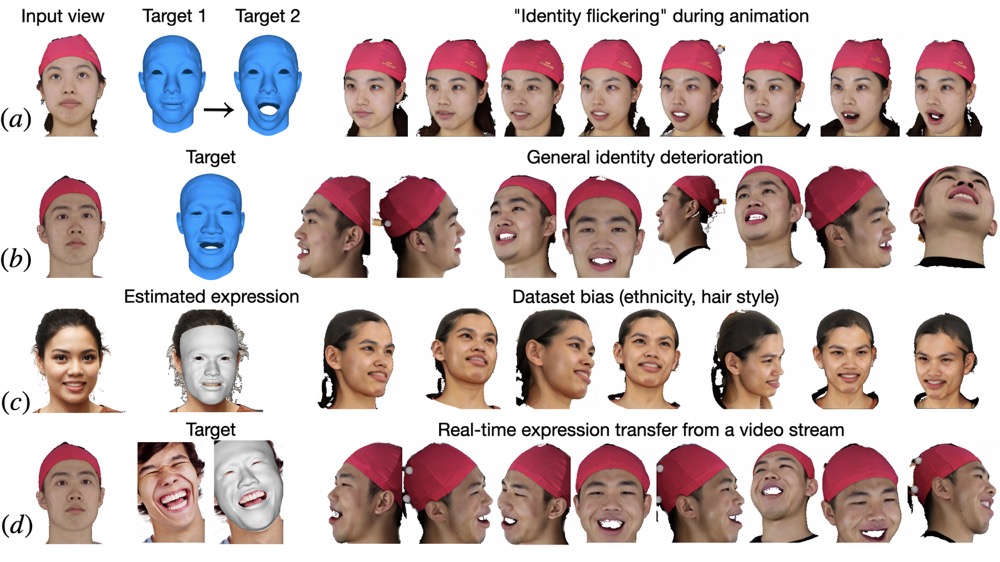 Input view
Target 1
Target 2
"Identity flickering" during animation
(a)
Target
General identity deterioration
(b)
Estimated expression
Dataset bias (ethnicity, hair style)
(c)
Target
Real-time expression transfer from a video stream
(d)